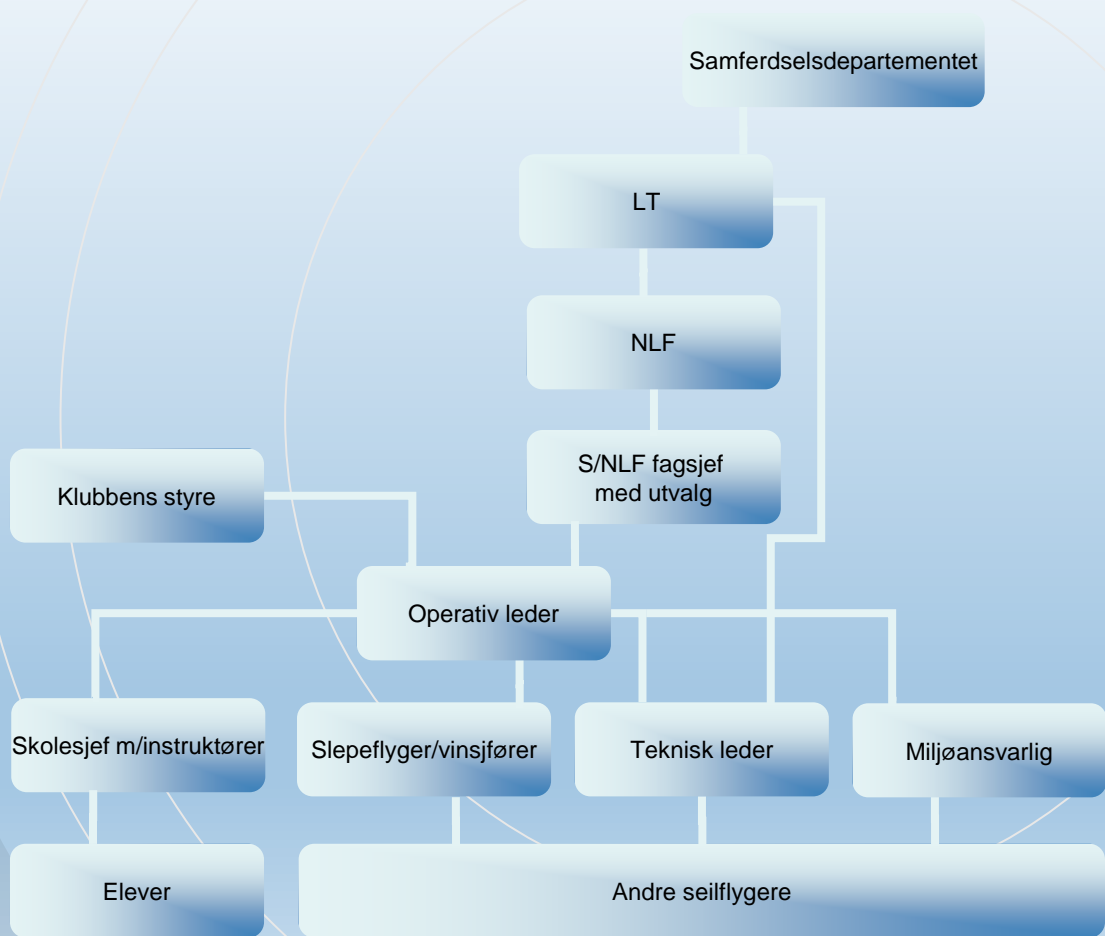 Samferdselsdepartementet
LT
NLF
S/NLF fagsjef
med utvalg
Klubbens styre
Operativ leder
Skolesjef m/instruktører
Slepeflyger/vinsjfører
Teknisk leder
Miljøansvarlig
Elever
Andre seilflygere